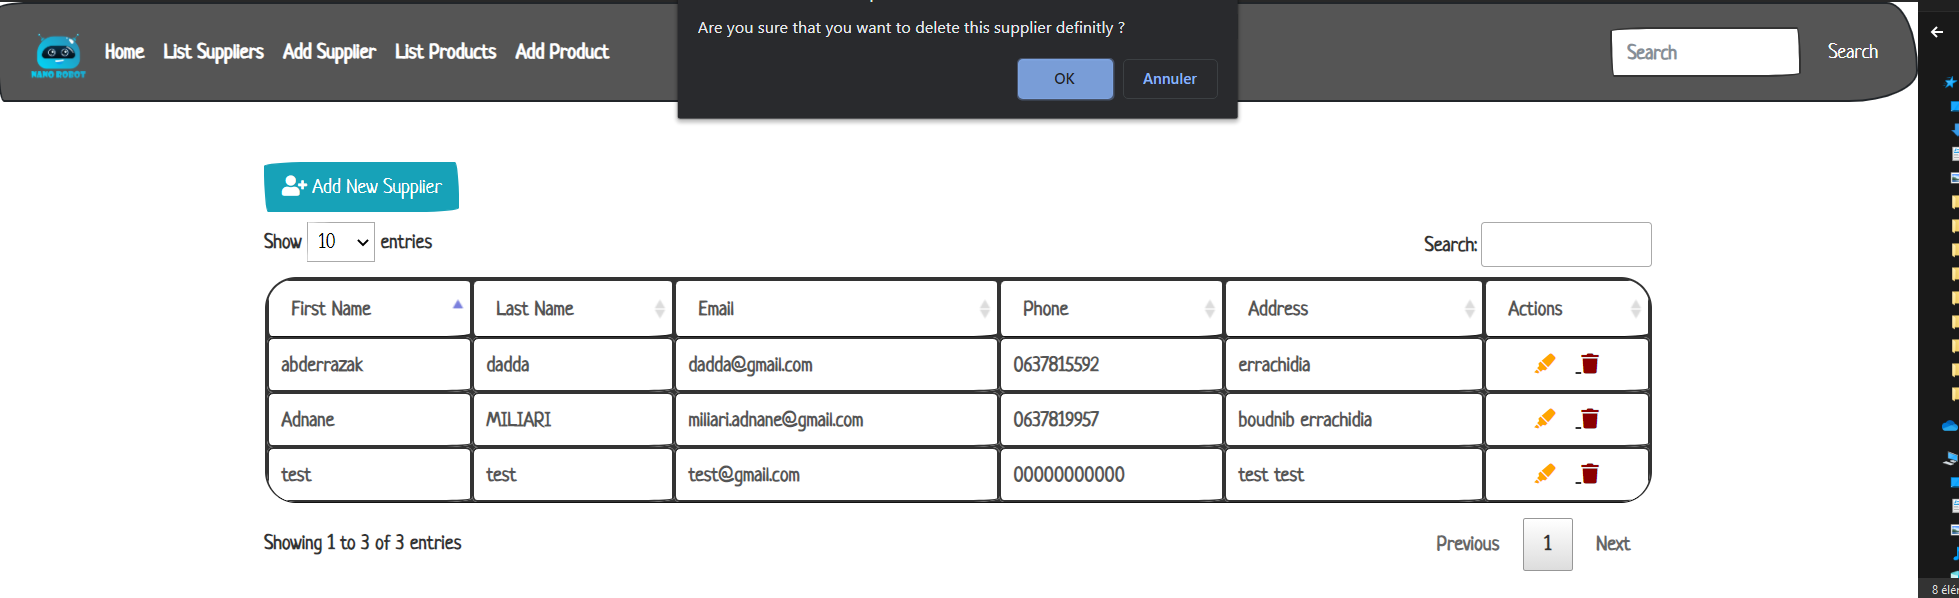 Are you sure that you want to delete this supplier definitly ?
OK Annuler
NANO ROBOT
Home List Suppliers Add Supplier List Products Add Product Search Search
Add New Supplier
Show 10 entries Search:
First Name Last Name Email Phone Address Actions
abderrazak dadda dadda@gmail.com 0637815592 errachidia
Adnane MILIARI miliari.adnane@gmail.com 0637819957 boudnib errachidia
test test test@gmail.com 00000000000 test test
Showing 1 to 3 of 3 entries Previous 1 Next